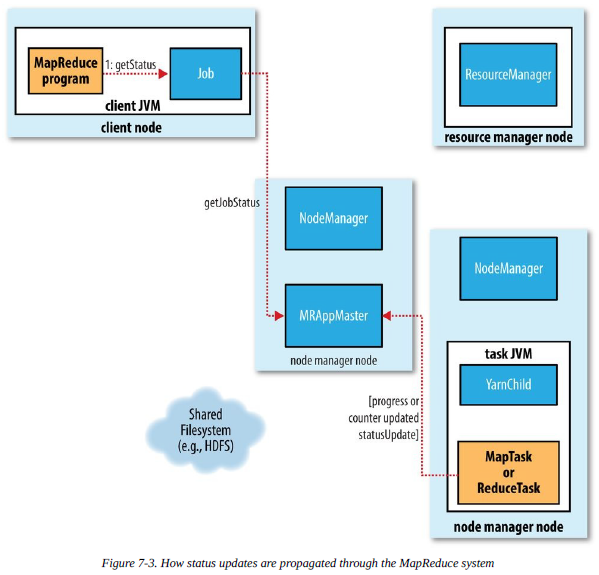 MapReduce
program
1: getStatus
Job
client JVM
client node
ResourceManager
resource manager node
getJobStatus
NodeManager
MRAppMaster
node manager node
NodeManager
task JVM
YarnChild
MapTask
or
ReduceTask
node manager node
[progress or
counter updated
statusUpdate]
Shared
Filesystem
(e.g., HDFS)
Figure 7-3. How status updates are propagated through the MapReduce system